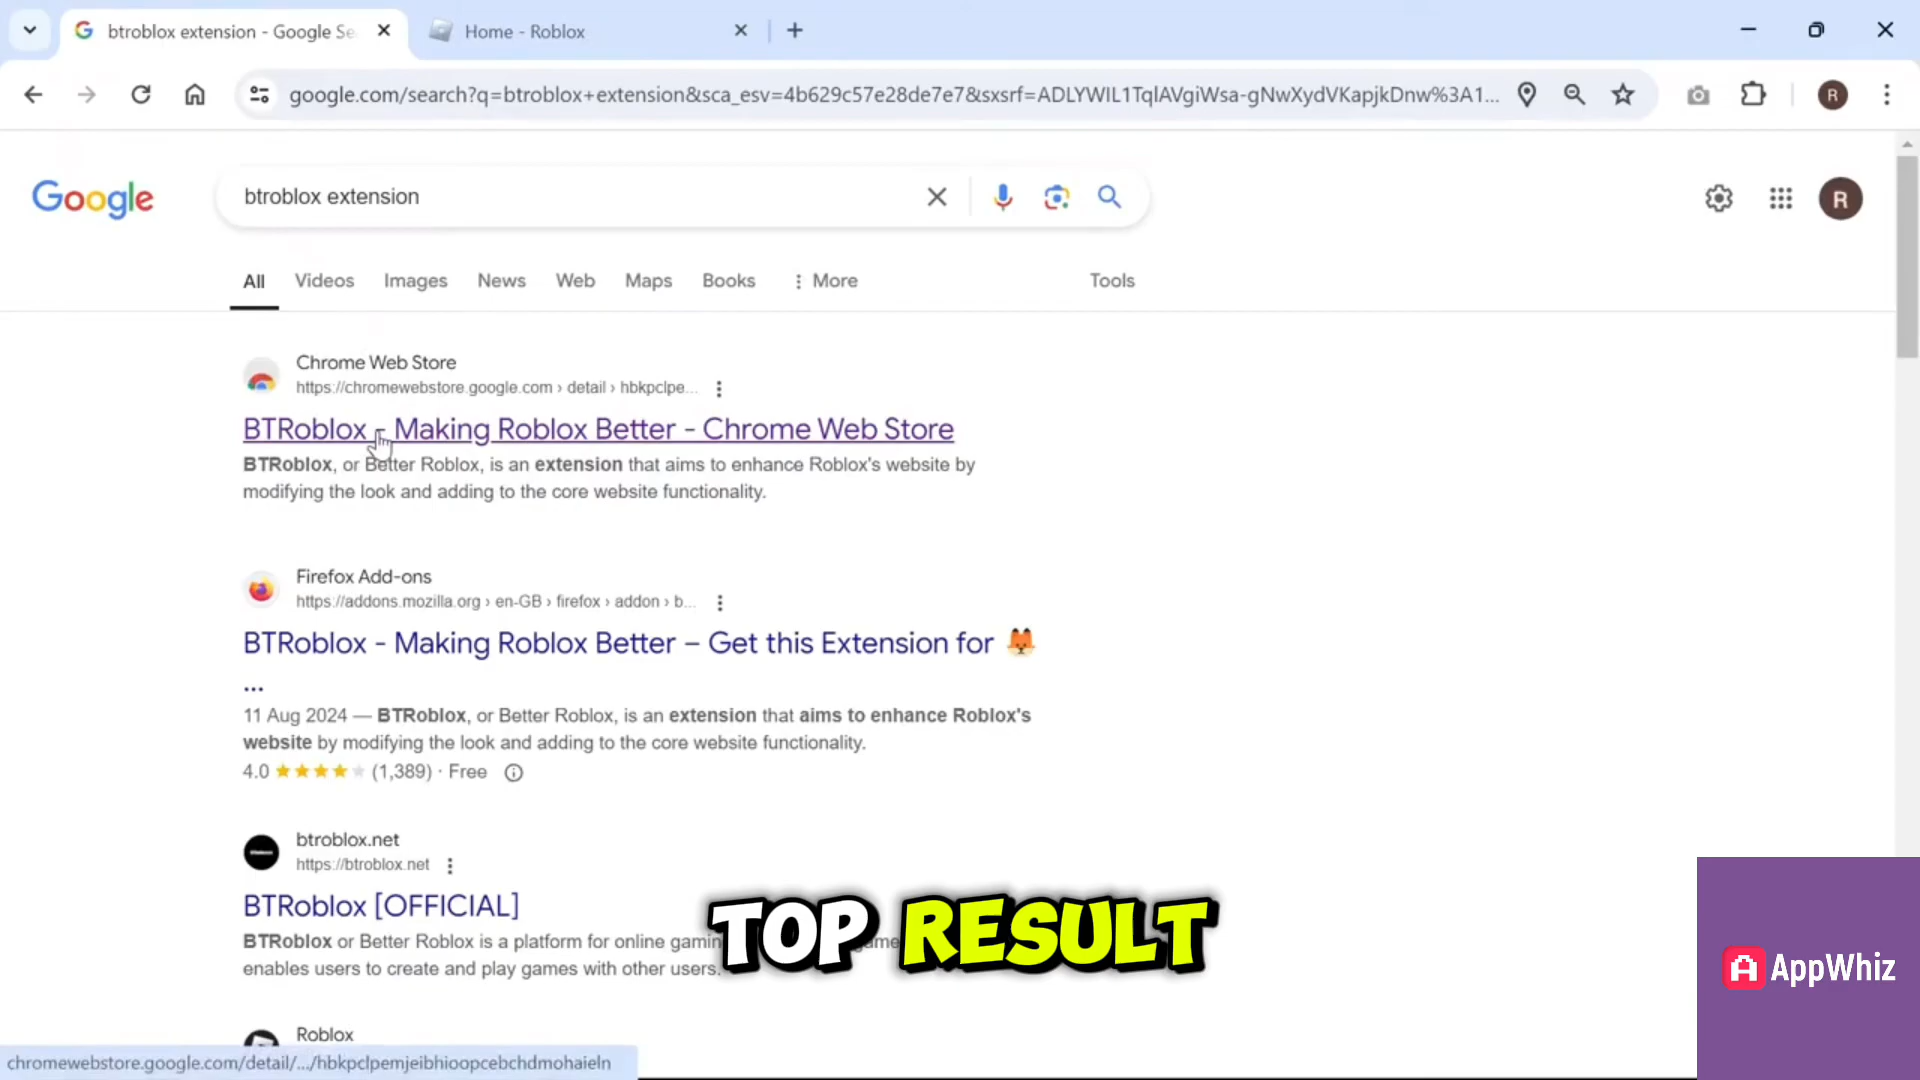 btroblox extension - Google Se
Home - Roblox
google.com/search?q=btroblox+extension&sca_esv=4b629c57e28de7e7&sxsrf=ADLYWIL1TqlAVgiWsa-gNwXydVKapjkDnw%3A1...
R
Google
btroblox extension
R
All Videos Images News Web Maps Books More Tools
Chrome Web Store
https://chromewebstore.google.com › detail › hbkpclpe...
BTRoblox - Making Roblox Better - Chrome Web Store
BTRoblox, or Better Roblox, is an extension that aims to enhance Roblox's website by
modifying the look and adding to the core website functionality.
Firefox Add-ons
https://addons.mozilla.org › en-GB › firefox › addon › b...
BTRoblox - Making Roblox Better – Get this Extension for 🦊
...
11 Aug 2024 — BTRoblox, or Better Roblox, is an extension that aims to enhance Roblox's
website by modifying the look and adding to the core website functionality.
4.0 (1,389) · Free
btroblox.net
https://btroblox.net
BTRoblox [OFFICIAL]
BTRoblox or Better Roblox is a platform for online gamin
enables users to create and play games with other users.
TOP RESULT
AppWhiz
Roblox
chromewebstore.google.com/detail/.../hbkpclpemjeibhioopcebchdmohaieln